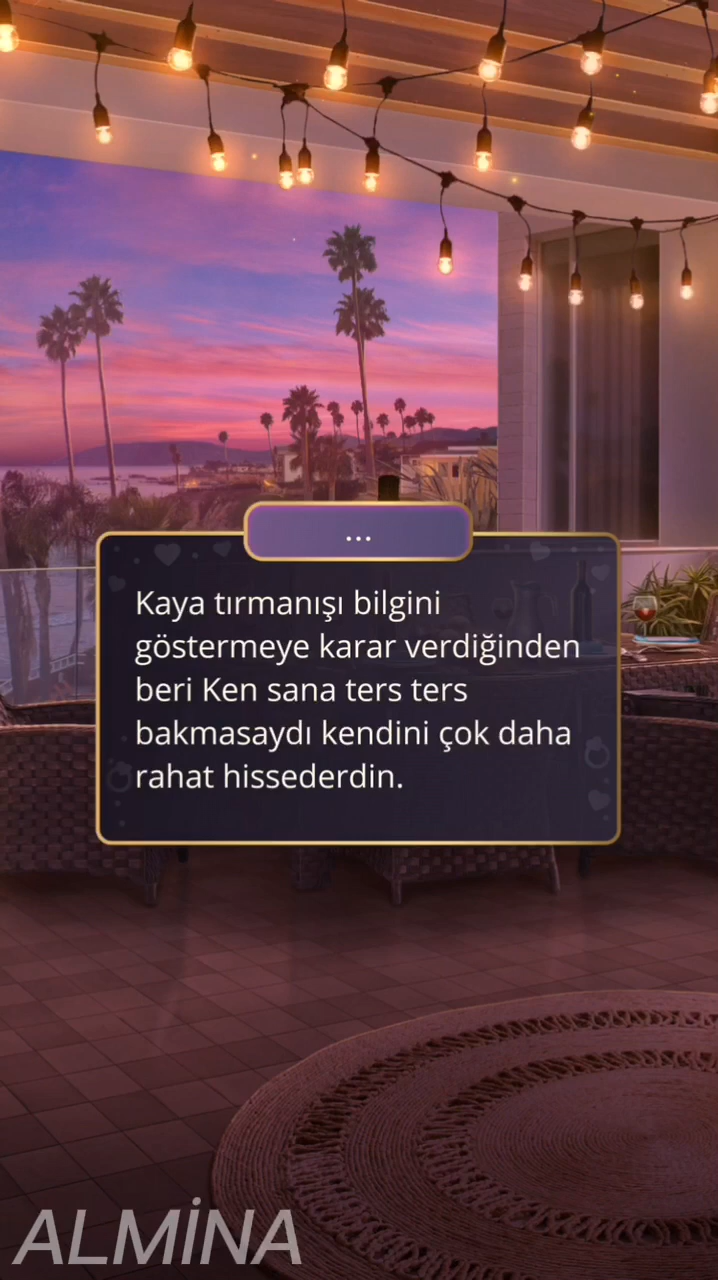 ...
Kaya tırmanışı bilgini
göstermeye karar verdiğinden
beri Ken sana ters ters
bakmasaydı kendini çok daha
rahat hissederdin.
ALMİNA